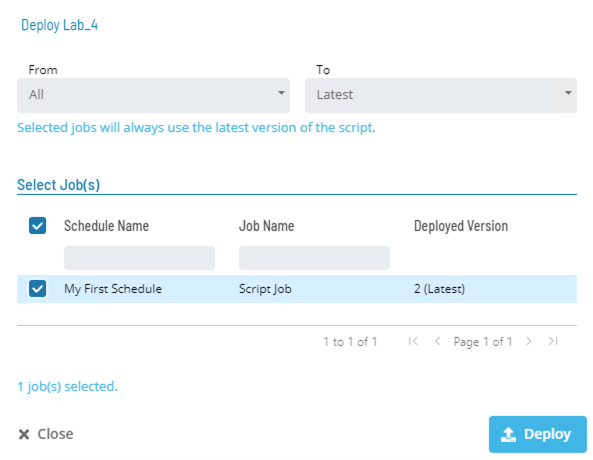 Deploy Lab_4
From To
All Latest
Selected jobs will always use the latest version of the script.
Select Job(s)
Schedule Name Job Name Deployed Version
My First Schedule Script Job 2 (Latest)
1 to 1 of 1 Page 1 of 1
1 job(s) selected.
Close Deploy